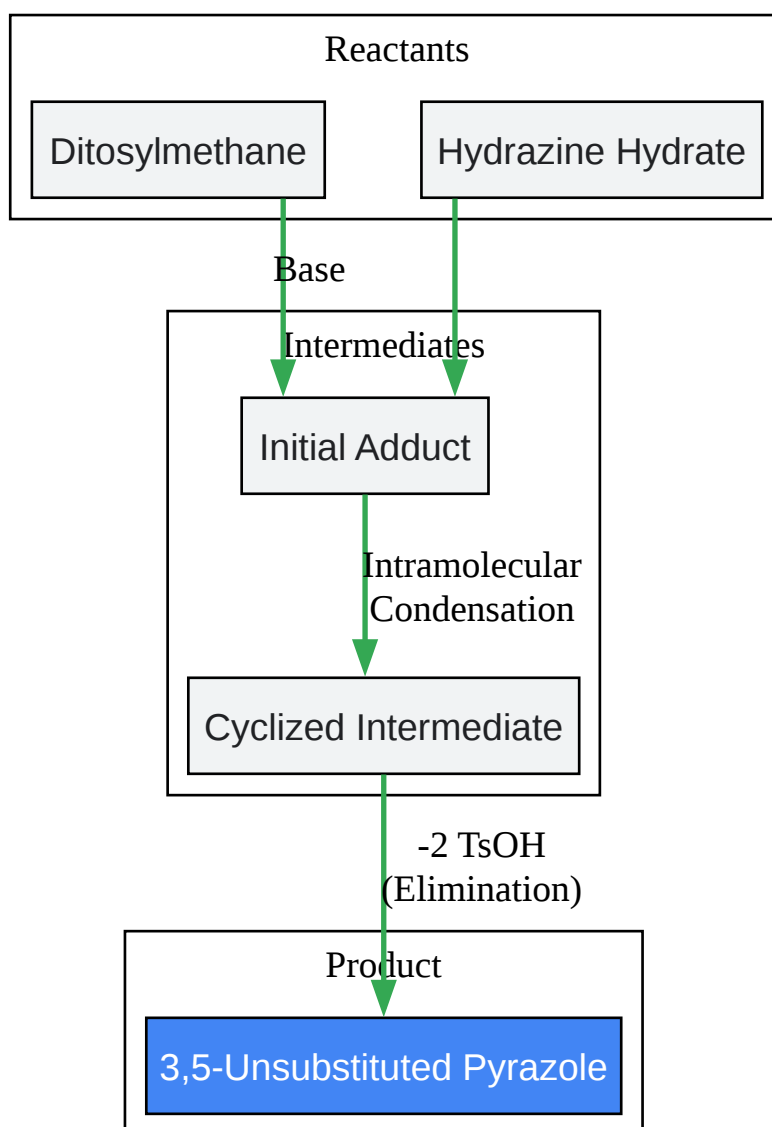 Reactants
Ditosylmethane
Hydrazine Hydrate
Base
Intermediates
Initial Adduct
Intramolecular
Condensation
Cyclized Intermediate
-2 TsOH
(Elimination)
Product
3,5-Unsubstituted Pyrazole